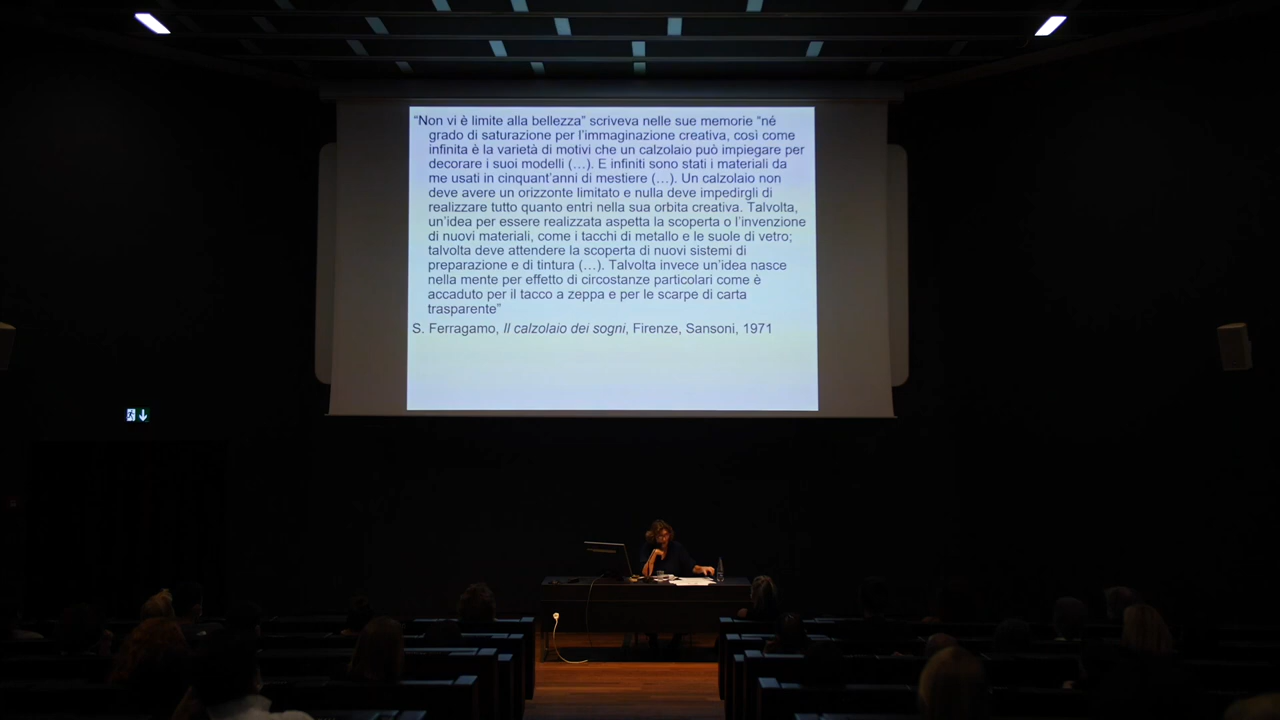 “Non vi è limite alla bellezza” scriveva nelle sue memorie “né
grado di saturazione per l’immaginazione creativa, così come
infinita è la varietà di motivi che un calzolaio può impiegare per
decorare i suoi modelli (…). E infiniti sono stati i materiali da
me usati in cinquant’anni di mestiere (…). Un calzolaio non
deve avere un orizzonte limitato e nulla deve impedirgli di
realizzare tutto quanto entri nella sua orbita creativa. Talvolta,
un’idea per essere realizzata aspetta la scoperta o l’invenzione
di nuovi materiali, come i tacchi di metallo e le suole di vetro;
talvolta deve attendere la scoperta di nuovi sistemi di
preparazione e di tintura (…). Talvolta invece un’idea nasce
nella mente per effetto di circostanze particolari come è
accaduto per il tacco a zeppa e per le scarpe di carta
trasparente”
S. Ferragamo, Il calzolaio dei sogni, Firenze, Sansoni, 1971